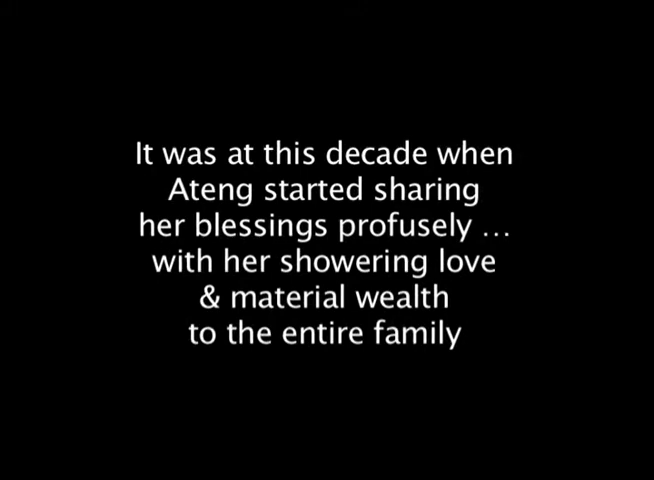 It was at this decade when
Ateng started sharing
her blessings profusely ...
with her showering love
& material wealth
to the entire family